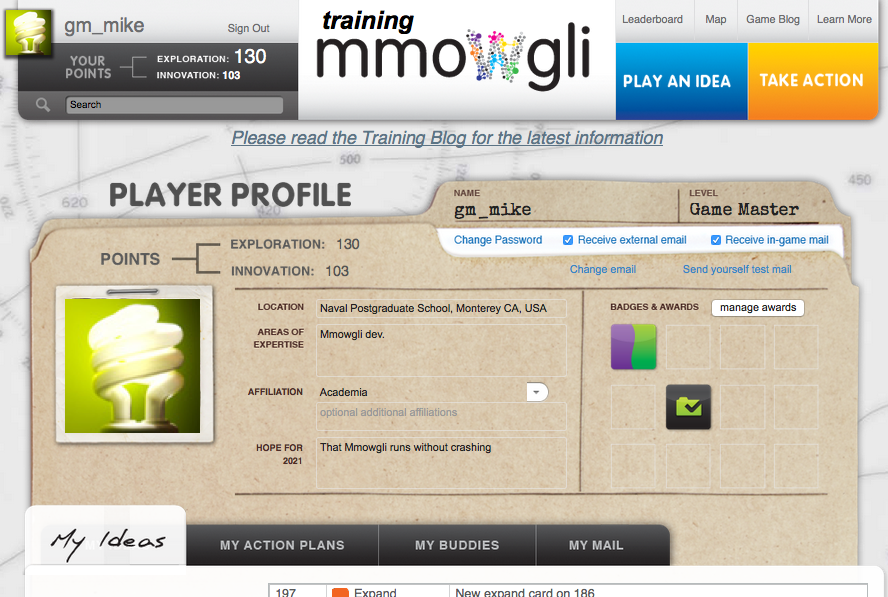 gm_mike
Sign Out
YOUR POINTS
EXPLORATION: 130
INNOVATION: 103
Search
training
mmowgli
Leaderboard Map Game Blog Learn More
PLAY AN IDEA
TAKE ACTION
Please read the Training Blog for the latest information
500
450
620
420
PLAYER PROFILE
NAME
gm_mike
LEVEL
Game Master
Change Password Receive external email Receive in-game mail
Change email Send yourself test mail
POINTS
EXPLORATION: 130
INNOVATION: 103
LOCATION Naval Postgraduate School, Monterey CA, USA
AREAS OF EXPERTISE
Mmowgli dev.
AFFILIATION Academia
optional additional affiliations
HOPE FOR 2021
That Mmowgli runs without crashing
BADGES & AWARDS manage awards
My Ideas
MY ACTION PLANS MY BUDDIES MY MAIL
197 Expand New expand card on 186